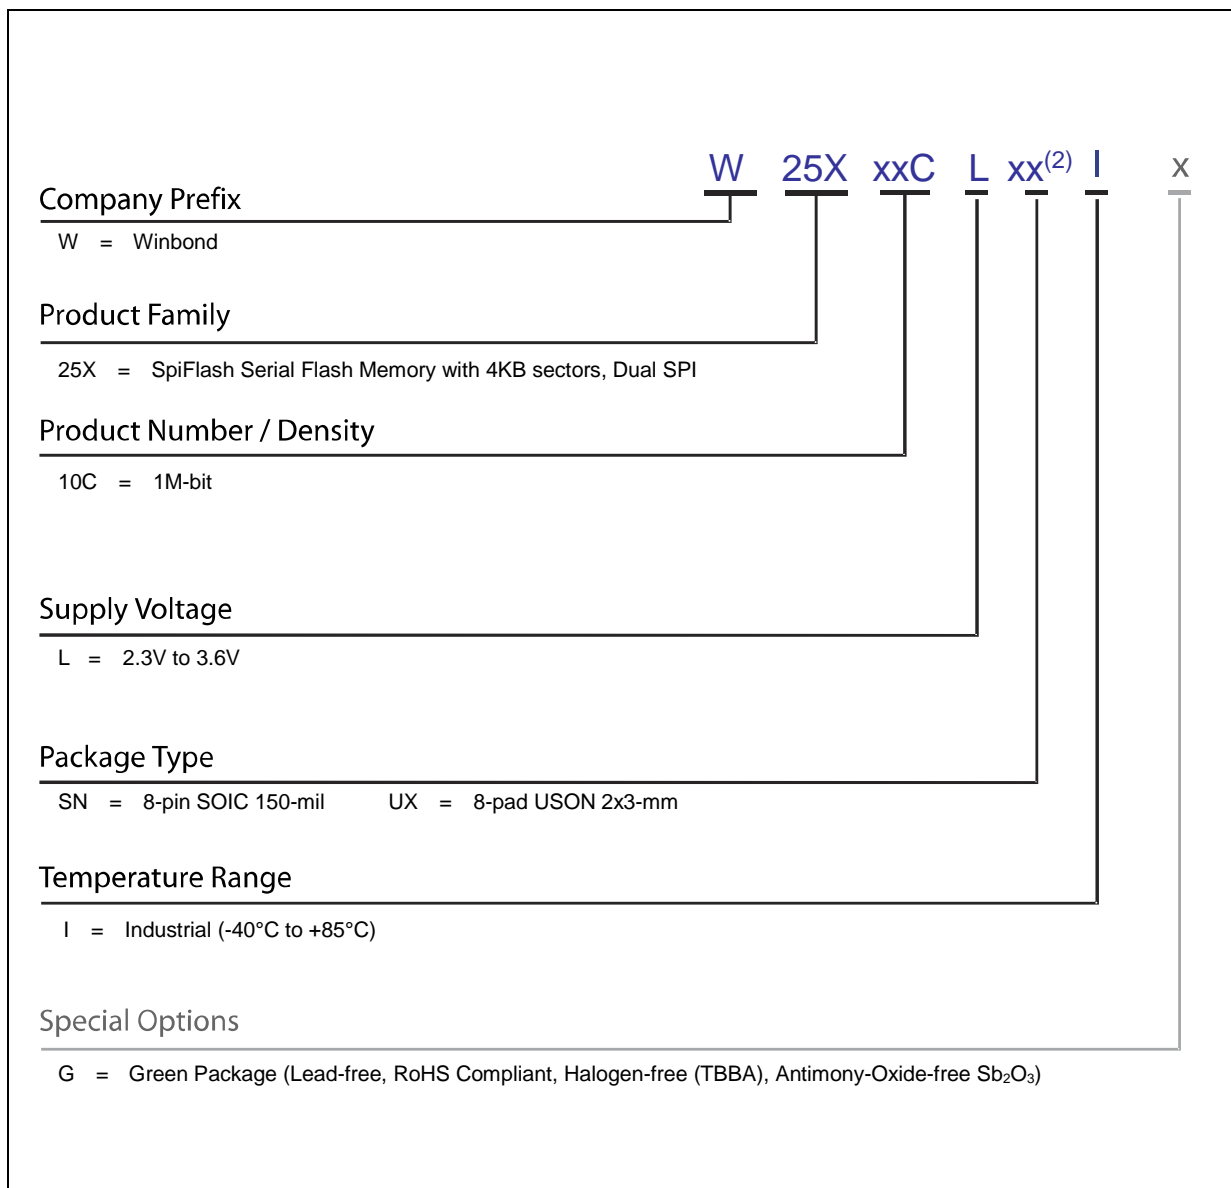 W 25X xxC L xx(2) I x
Company Prefix
W = Winbond
Product Family
25X = SpiFlash Serial Flash Memory with 4KB sectors, Dual SPI
Product Number / Density
10C = 1M-bit
Supply Voltage
L = 2.3V to 3.6V
Package Type
SN = 8-pin SOIC 150-mil UX = 8-pad USON 2x3-mm
Temperature Range
I = Industrial (-40°C to +85°C)
Special Options
G = Green Package (Lead-free, RoHS Compliant, Halogen-free (TBBA), Antimony-Oxide-free Sb₂O₃)